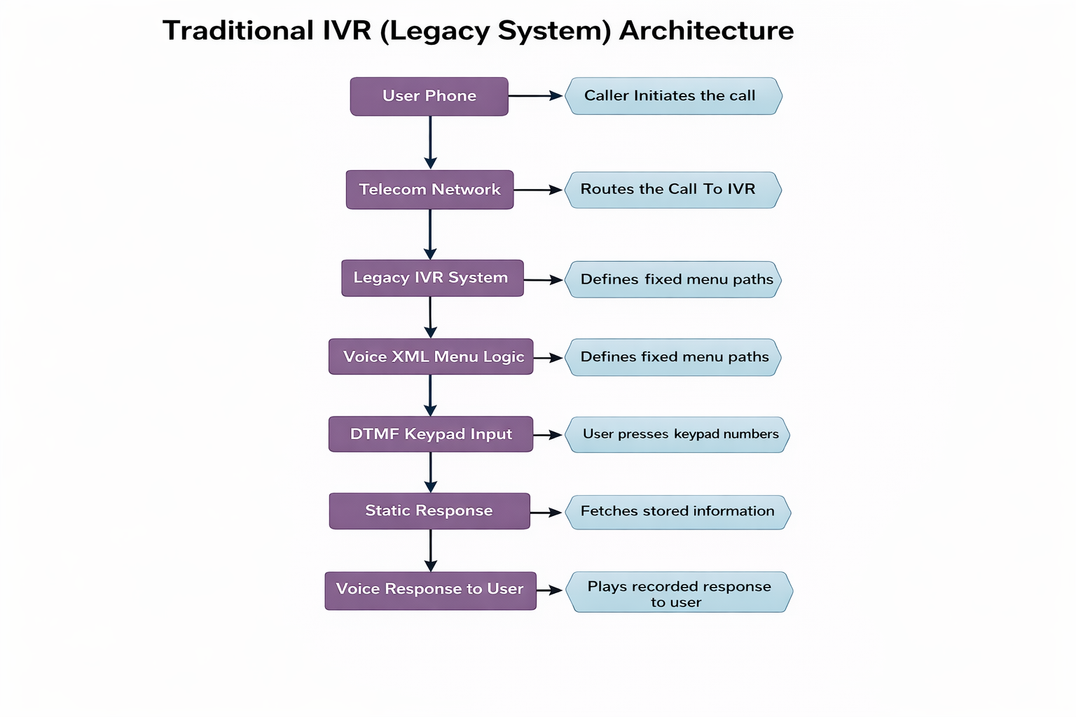 Traditional IVR (Legacy System) Architecture
User Phone
Caller Initiates the call
Telecom Network
Routes the Call To IVR
Legacy IVR System
Defines fixed menu paths
Voice XML Menu Logic
Defines fixed menu paths
DTMF Keypad Input
User presses keypad numbers
Static Response
Fetches stored information
Voice Response to User
Plays recorded response
to user